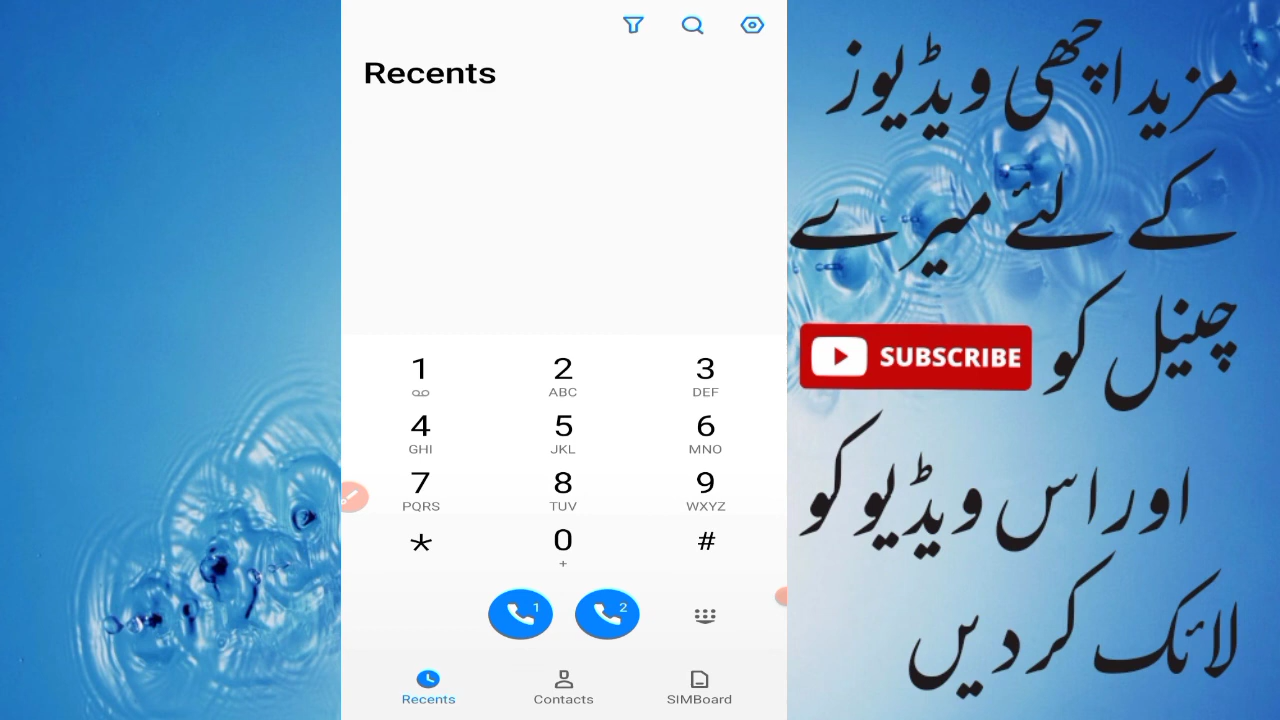 Recents
1 2 3
ABC DEF
4 5 6
GHI JKL MNO
7 8 9
PQRS TUV WXYZ
* 0 #
+
1 2
Recents Contacts SIMBoard
مزید اچھی ویڈیوز
کے لئے میرے
چینل کو SUBSCRIBE
اور اس ویڈیو کو
لائک کر دیں